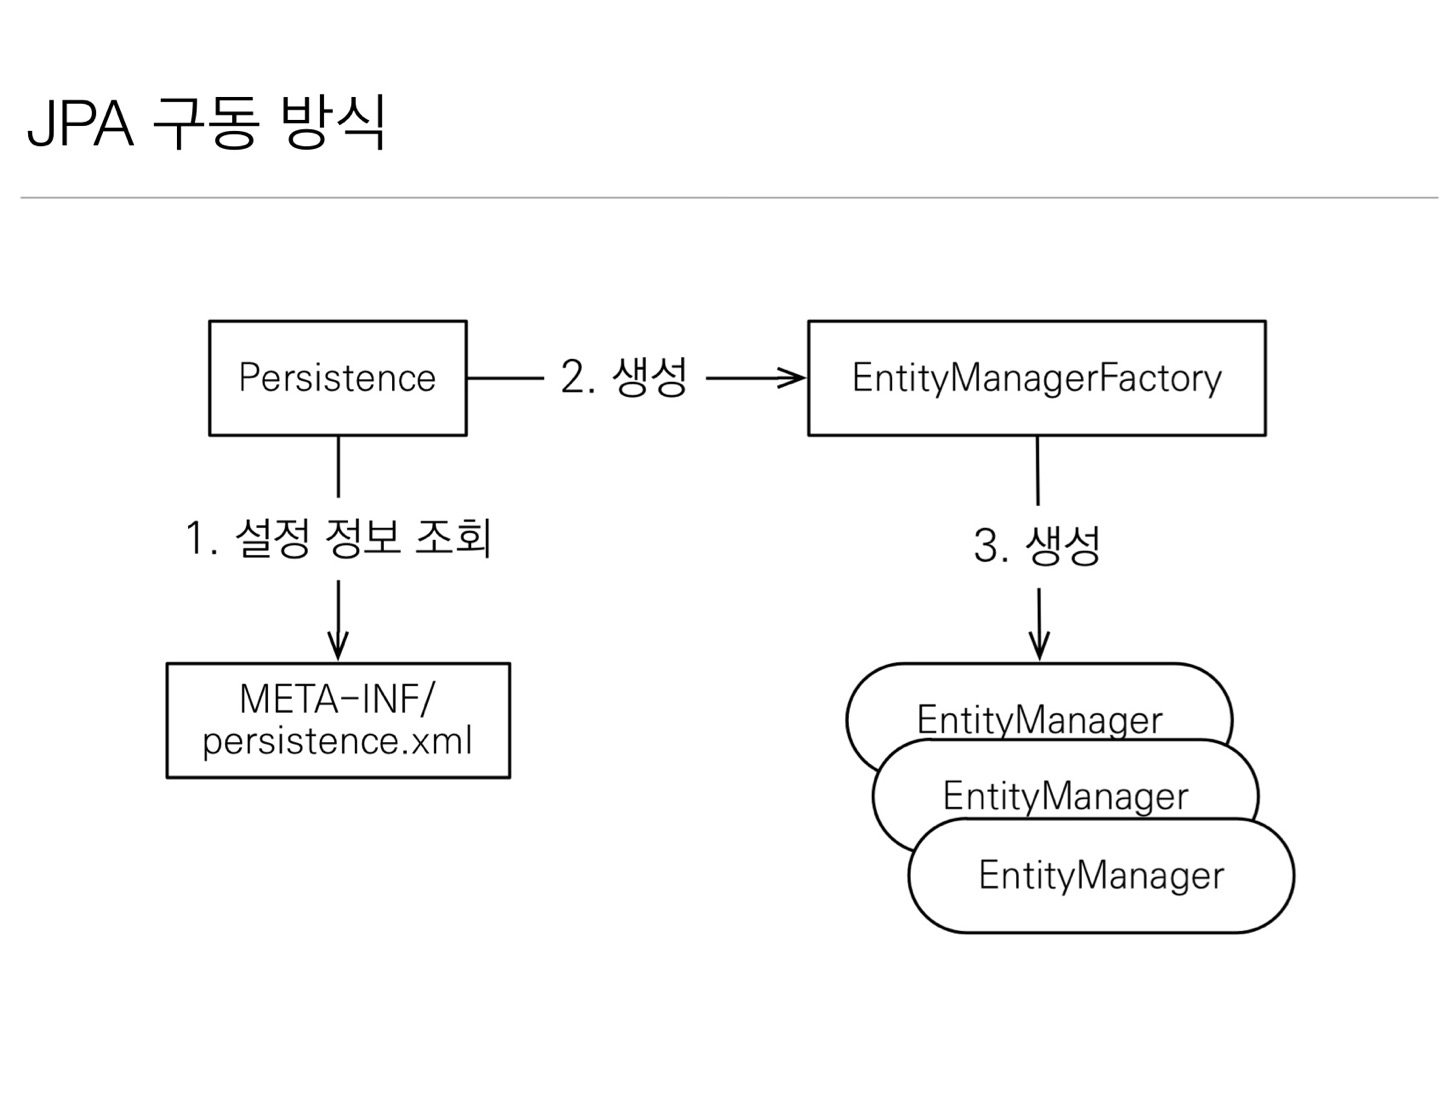 JPA 구동 방식
Persistence
2. 생성
EntityManagerFactory
1. 설정 정보 조회
3. 생성
META-INF/
persistence.xml
EntityManager
EntityManager
EntityManager